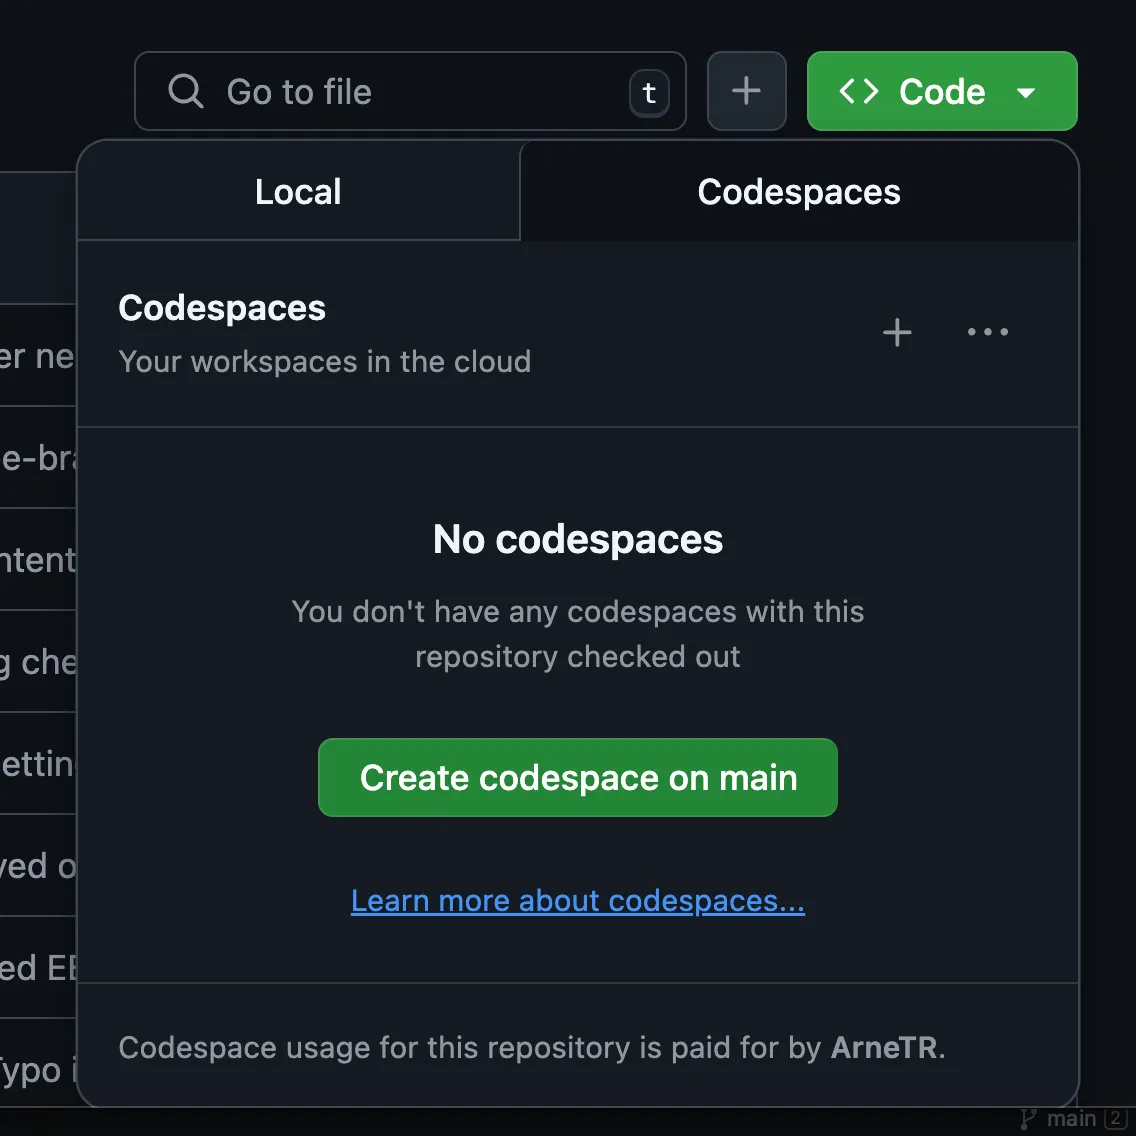 Go to file
t
Code
Local
Codespaces
Codespaces
Your workspaces in the cloud
er ne
e-bra
ntent
g che
etting
yed o
ed EE
Typo i
No codespaces
You don't have any codespaces with this
repository checked out
Create codespace on main
Learn more about codespaces...
Codespace usage for this repository is paid for by ArneTR.
main 2